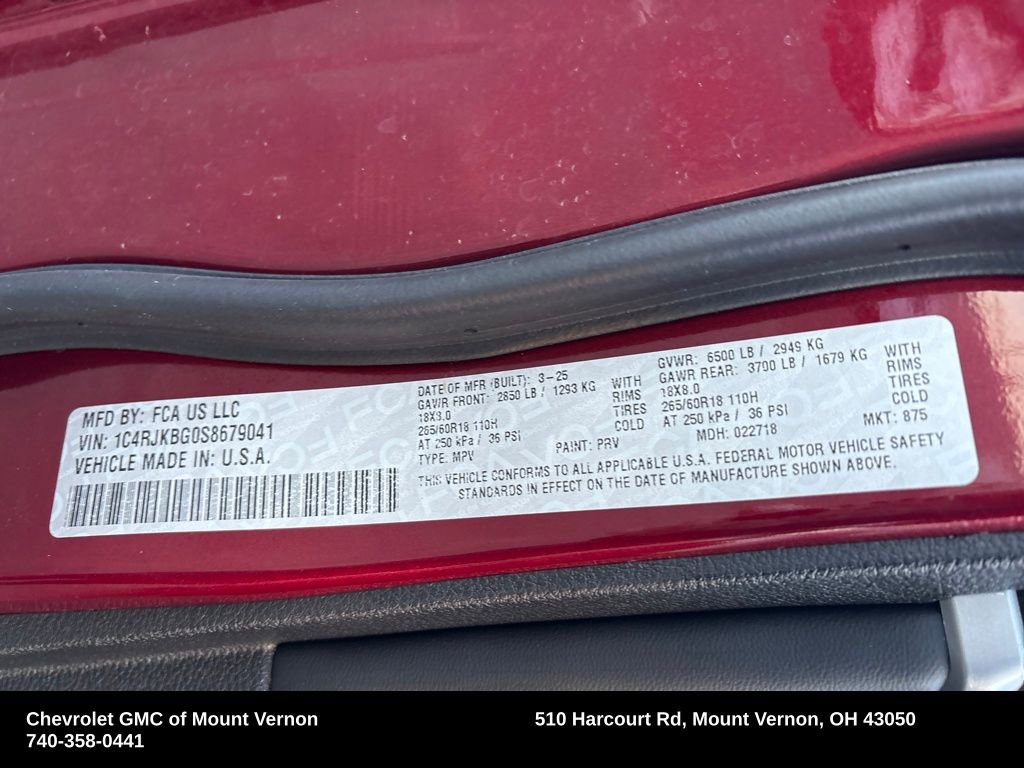 MFD BY: FCA US LLC
VIN: 1C4RJKBG0S8679041
VEHICLE MADE IN: U.S.A.
DATE OF MFR (BUILT): 3-25
GAWR FRONT: 2850 LB / 1293 KG WITH
18X8.0 RIMS
265/60R18 110H TIRES
AT 250 kPa / 36 PSI COLD
TYPE: MPV PAINT: PRV
GVWR: 6500 LB / 2949 KG
GAWR REAR: 3700 LB / 1679 KG WITH
18X8.0 RIMS
265/60R18 110H TIRES
AT 250 kPa / 36 PSI COLD
MDH: 022718 MKT: 875
THIS VEHICLE CONFORMS TO ALL APPLICABLE U.S.A. FEDERAL MOTOR VEHICLE SAFETY
STANDARDS IN EFFECT ON THE DATE OF MANUFACTURE SHOWN ABOVE.
Chevrolet GMC of Mount Vernon
740-358-0441
510 Harcourt Rd, Mount Vernon, OH 43050